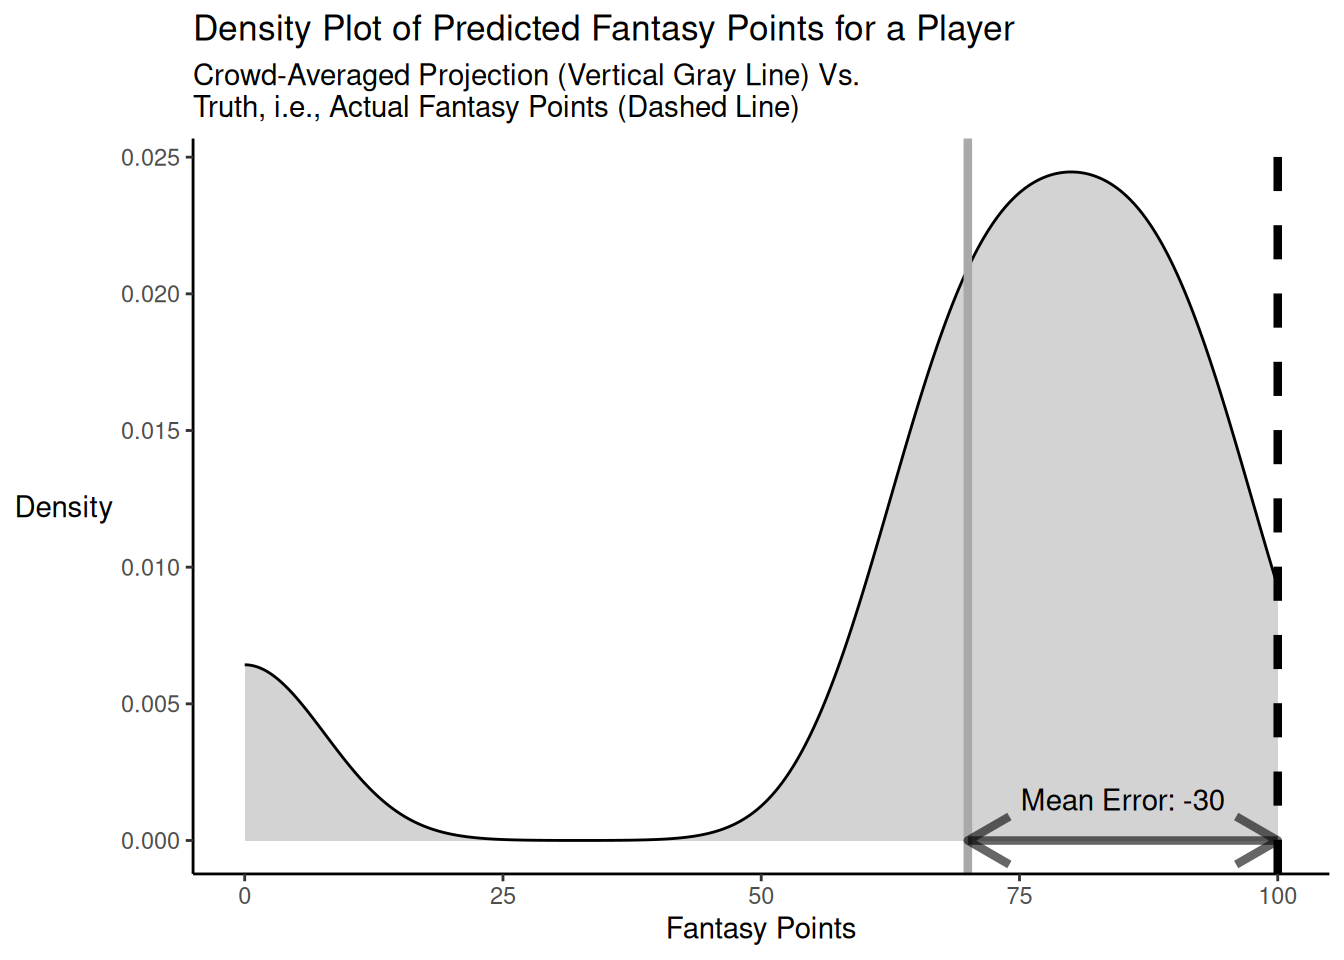 Density Plot of Predicted Fantasy Points for a Player
Crowd-Averaged Projection (Vertical Gray Line) Vs.
Truth, i.e., Actual Fantasy Points (Dashed Line)
0.025
0.020
0.015
Density
0.010
0.005
Mean Error: -30
0.000
0 25 50 75 100
Fantasy Points